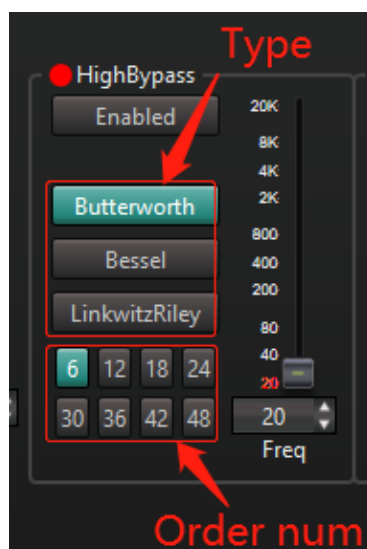 Type
HighBypass
Enabled
20K
8K
4K
Butterworth
2K
800
Bessel
400
200
LinkwitzRiley
80
6 12 18 24
40
20
30 36 42 48
20
Freq
Order num